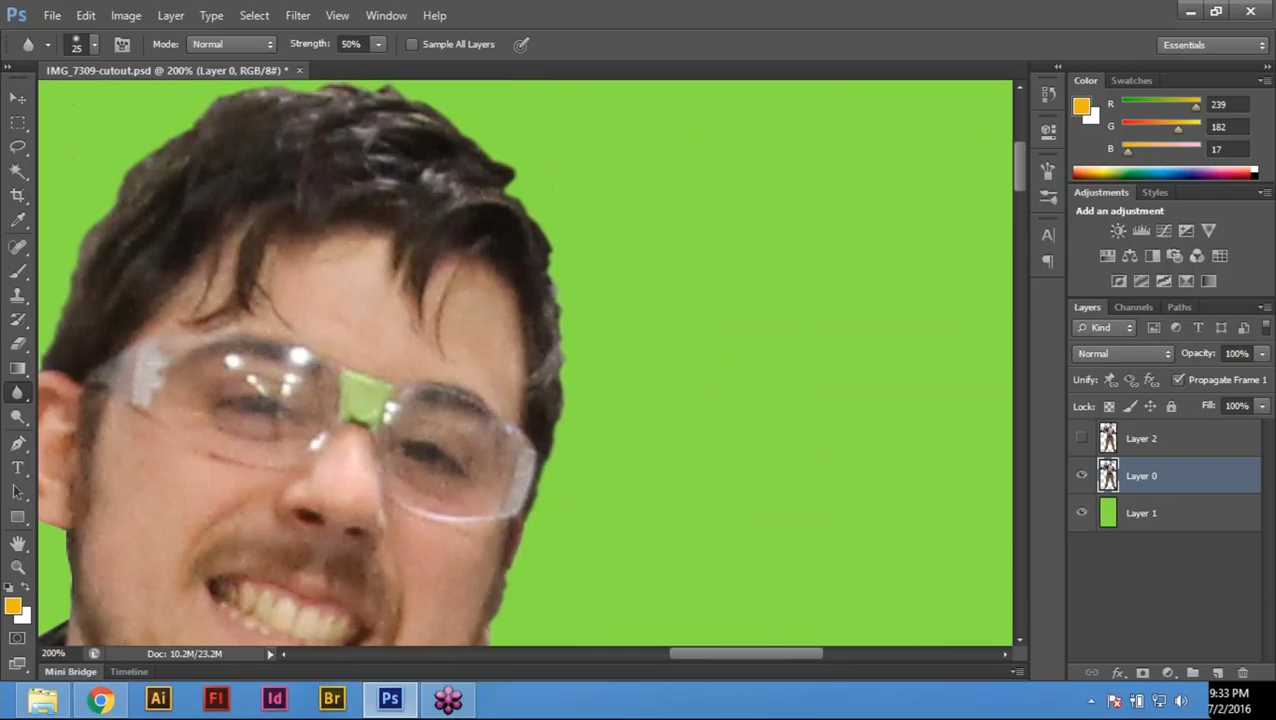 Ps File Edit Image Layer Type Select Filter View Window Help
25 Mode: Normal Strength: 50% Sample All Layers Essentials
IMG_7309-cutout.psd @ 200% (Layer 0, RGB/8#) * ×
Color Swatches
R 239
G 182
B 17
Adjustments Styles
Add an adjustment
Layers Channels Paths
Kind
Normal Opacity: 100%
Unify: Propagate Frame 1
Lock: Fill: 100%
Layer 2
Layer 0
Layer 1
200% Doc: 10.2M/23.2M
Mini Bridge Timeline
Ai Fl Id Br Ps
9:33 PM
7/2/2016